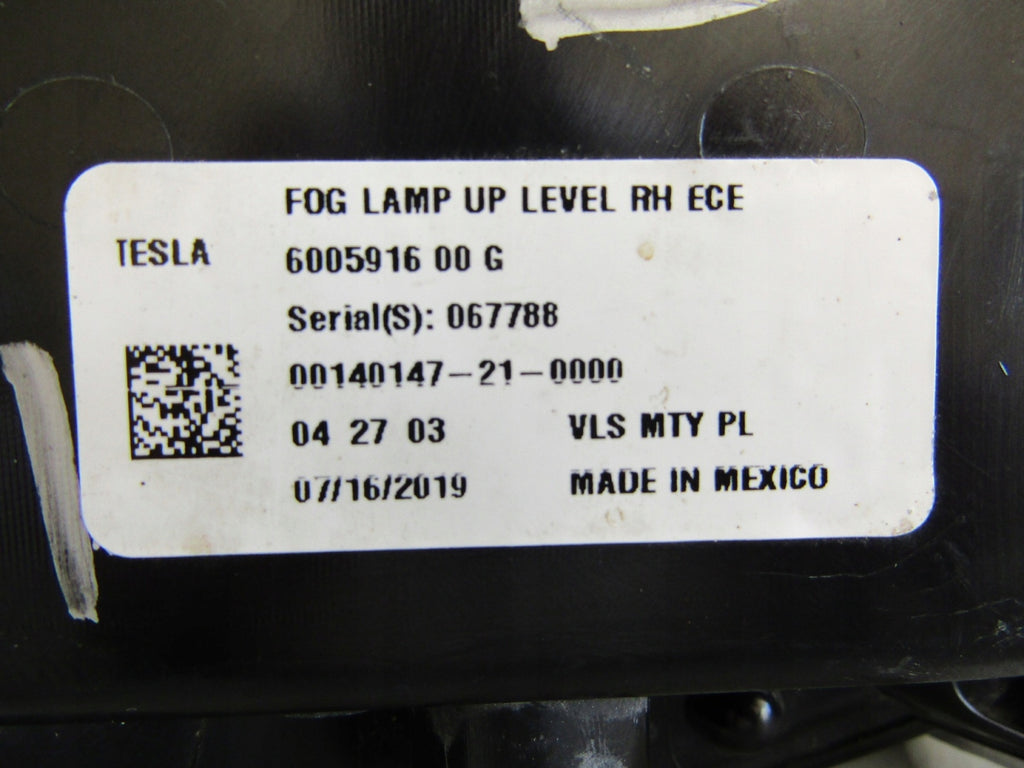 FOG LAMP UP LEVEL RH ECE
TESLA 6005916 00 G
Serial(S): 067788
00140147-21-0000
04 27 03 VLS MTY PL
07/16/2019 MADE IN MEXICO